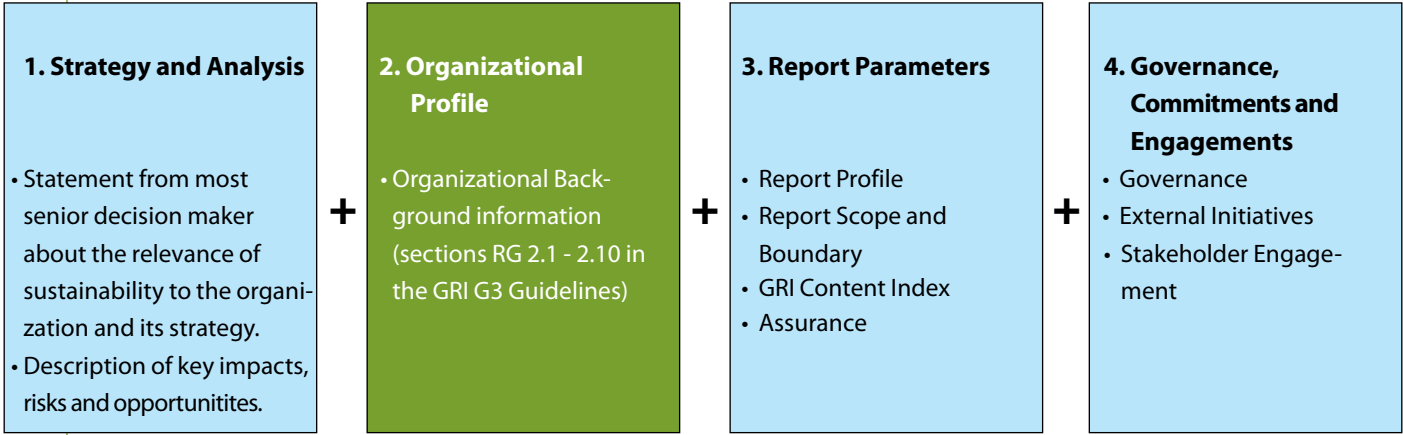 1. Strategy and Analysis
• Statement from most
senior decision maker
about the relevance of
sustainability to the organi-
zation and its strategy.
• Description of key impacts,
risks and opportunitites.
+
2. Organizational
Profile
• Organizational Back-
ground information
(sections RG 2.1 - 2.10 in
the GRI G3 Guidelines)
+
3. Report Parameters
• Report Profile
• Report Scope and
Boundary
• GRI Content Index
• Assurance
+
4. Governance,
Commitments and
Engagements
• Governance
• External Initiatives
• Stakeholder Engage-
ment